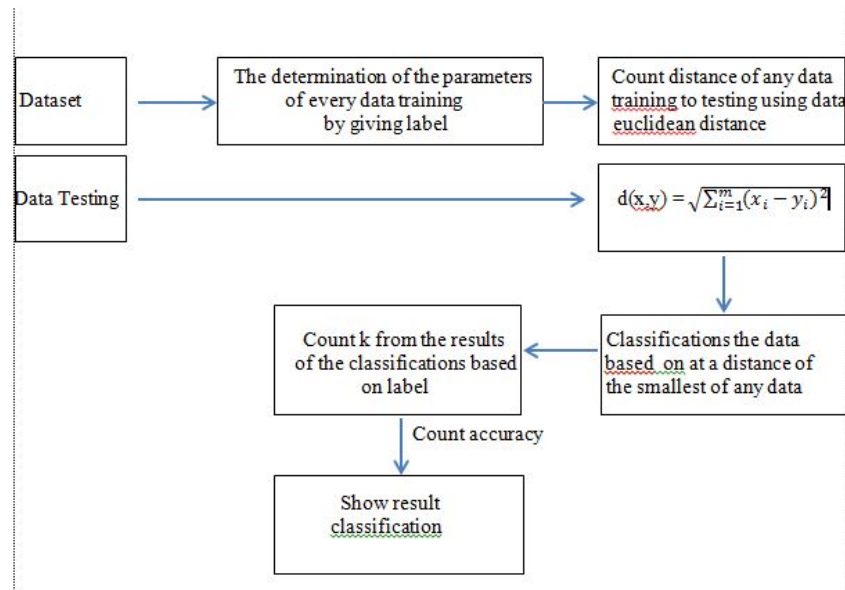 Dataset
The determination of the parameters
of every data training
by giving label
Count distance of any data
training to testing using data
euclidean distance
Data Testing
d(x,y) = √∑ᵐᵢ₌₁(xᵢ − yᵢ)²
Classifications the data
based on at a distance of
the smallest of any data
Count k from the results
of the classifications based
on label
Count accuracy
Show result
classification